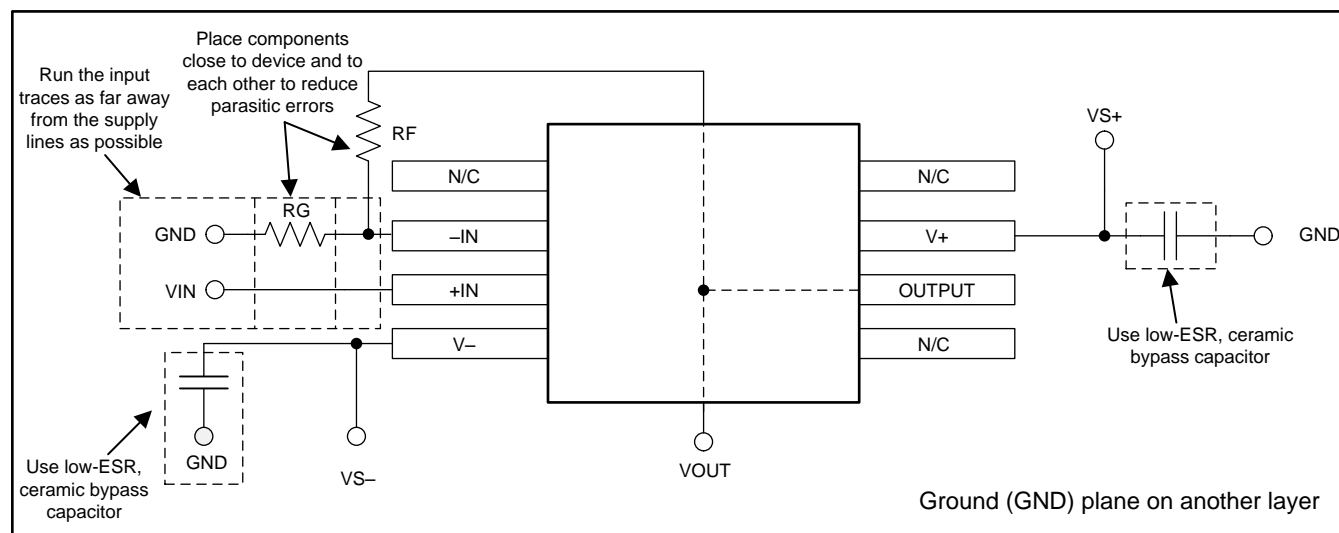 Place components
close to device and to
each other to reduce
parasitic errors
Run the input
traces as far away
from the supply
lines as possible
RF
VS+
N/C
N/C
RG
GND
–IN
V+
GND
VIN
+IN
OUTPUT
V–
N/C
Use low-ESR, ceramic
bypass capacitor
GND
VS–
VOUT
Use low-ESR,
ceramic bypass
capacitor
Ground (GND) plane on another layer